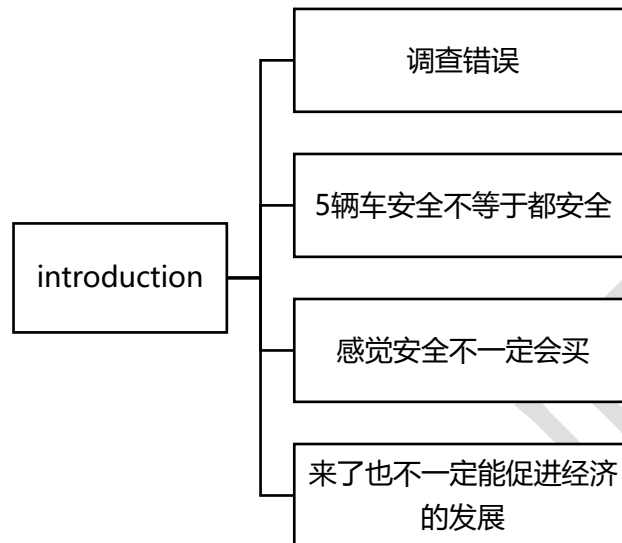 调查错误
5辆车安全不等于都安全
introduction
感觉安全不一定会买
来了也不一定能促进经济
的发展